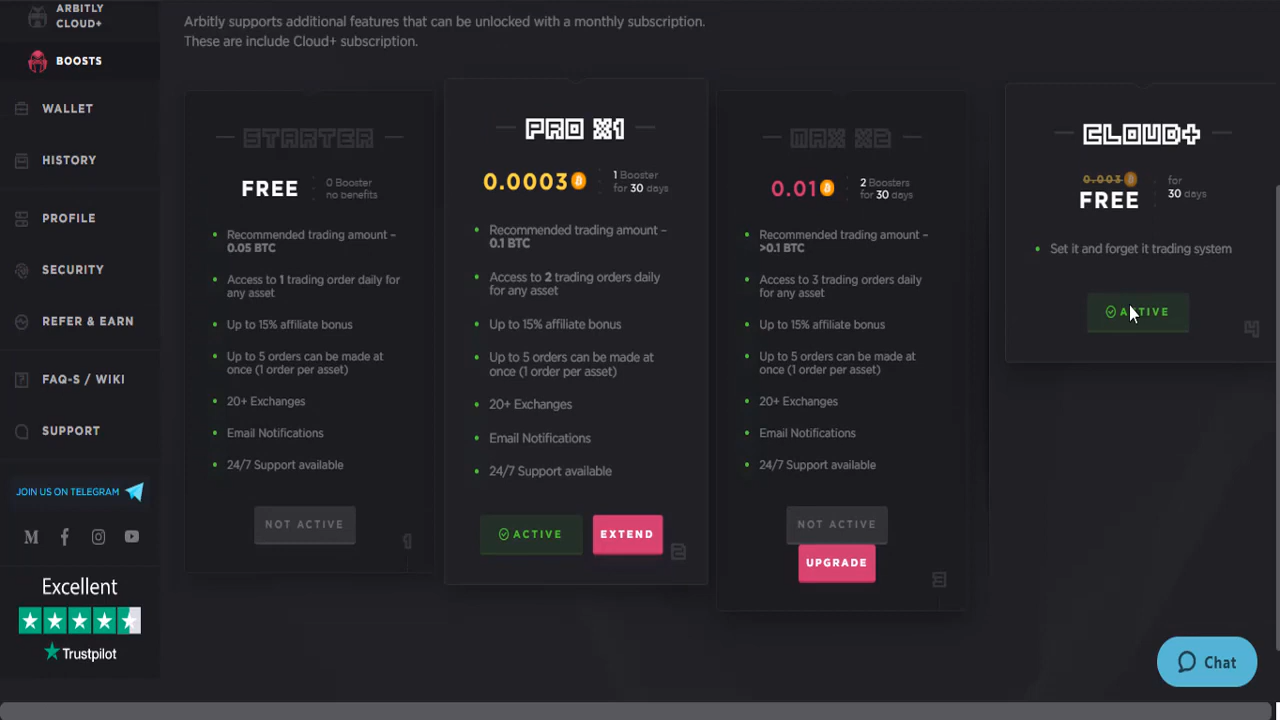 ARBITLY
CLOUD+
BOOSTS
WALLET
HISTORY
PROFILE
SECURITY
REFER & EARN
FAQ-S / WIKI
SUPPORT
JOIN US ON TELEGRAM
Excellent
Trustpilot
Arbitly supports additional features that can be unlocked with a monthly subscription.
These are include Cloud+ subscription.
STARTER
FREE
0 Booster
no benefits
Recommended trading amount –
0.05 BTC
Access to 1 trading order daily for
any asset
Up to 15% affiliate bonus
Up to 5 orders can be made at
once (1 order per asset)
20+ Exchanges
Email Notifications
24/7 Support available
NOT ACTIVE
1
PRO X1
0.0003
1 Booster
for 30 days
Recommended trading amount –
0.1 BTC
Access to 2 trading orders daily
for any asset
Up to 15% affiliate bonus
Up to 5 orders can be made at
once (1 order per asset)
20+ Exchanges
Email Notifications
24/7 Support available
ACTIVE
EXTEND
2
MAX X2
0.01
2 Boosters
for 30 days
Recommended trading amount –
>0.1 BTC
Access to 3 trading orders daily
for any asset
Up to 15% affiliate bonus
Up to 5 orders can be made at
once (1 order per asset)
20+ Exchanges
Email Notifications
24/7 Support available
NOT ACTIVE
UPGRADE
3
CLOUD+
0.003
FREE
for
30 days
Set it and forget it trading system
ACTIVE
4
Chat